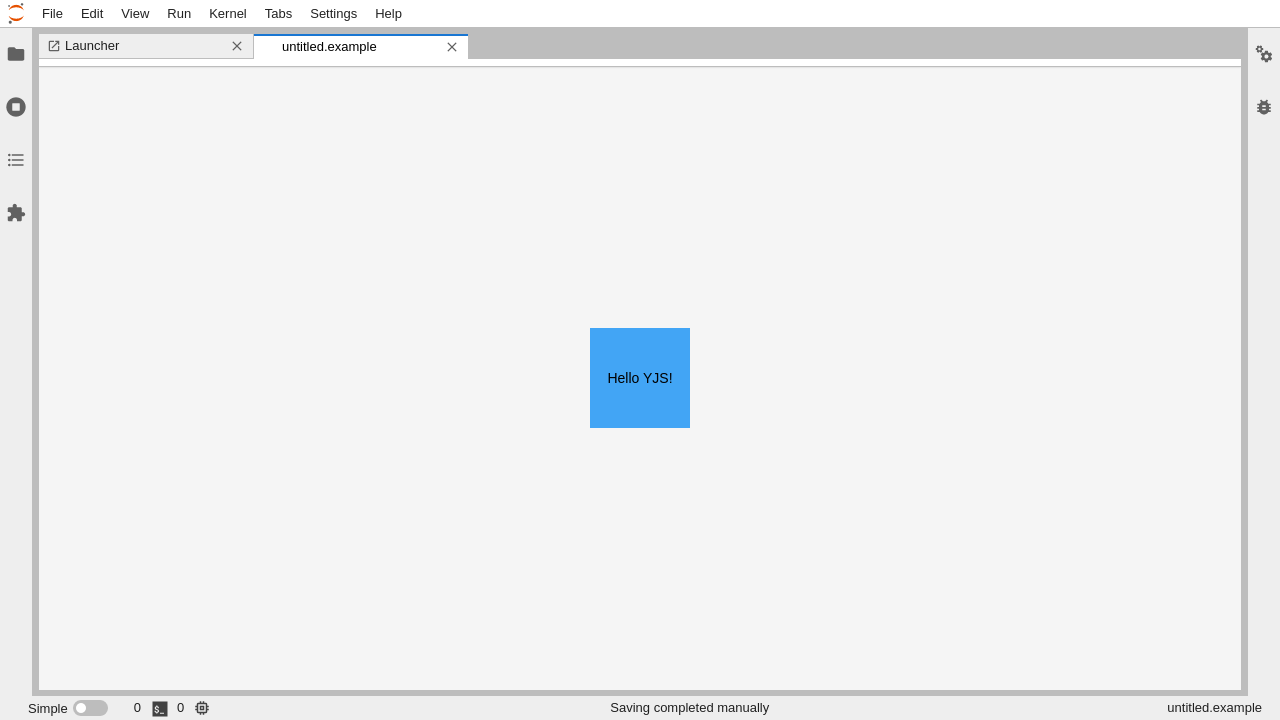 File Edit View Run Kernel Tabs Settings Help
Launcher untitled.example
Hello YJS!
Simple 0 $_ 0 Saving completed manually untitled.example